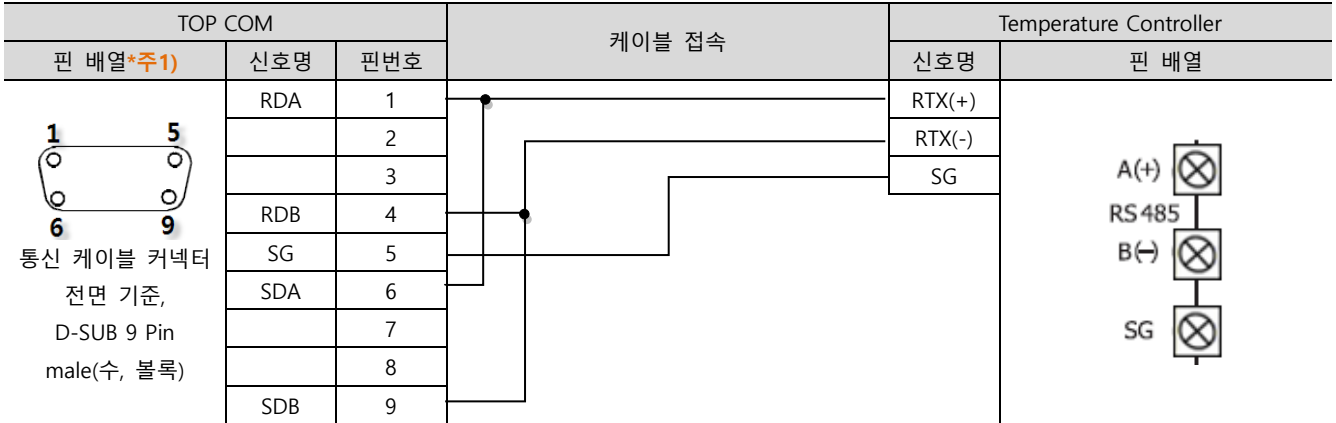 TOP COM 케이블 접속 Temperature Controller
핀 배열*주1) 신호명 핀번호 신호명 핀 배열
RDA 1 RTX(+)
2 RTX(-)
3 SG
RDB 4
SG 5
SDA 6
7
8
SDB 9
1 5
6 9
통신 케이블 커넥터
전면 기준,
D-SUB 9 Pin
male(수, 볼록)
A(+)
RS485
B(-)
SG